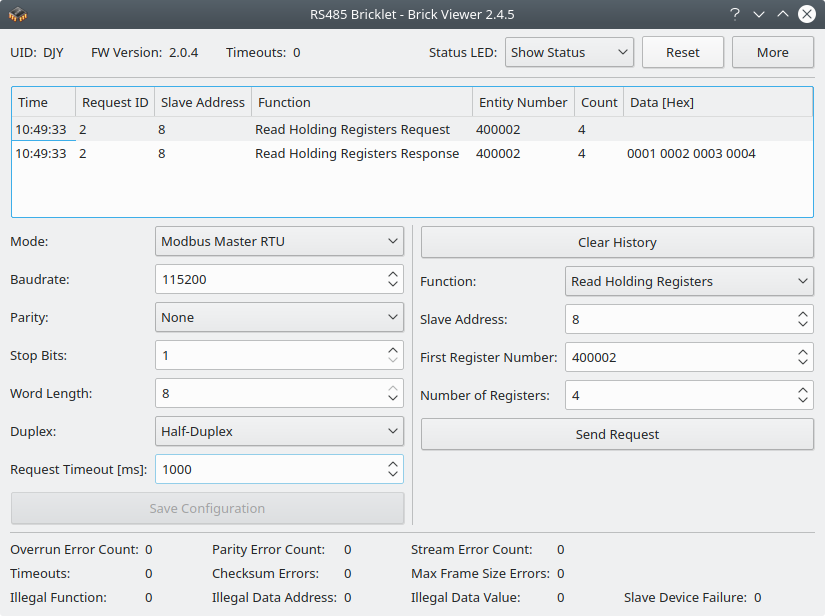 RS485 Bricklet - Brick Viewer 2.4.5
UID: DJY FW Version: 2.0.4 Timeouts: 0 Status LED: Show Status Reset More
Time Request ID Slave Address Function Entity Number Count Data [Hex]
10:49:33 2 8 Read Holding Registers Request 400002 4
10:49:33 2 8 Read Holding Registers Response 400002 4 0001 0002 0003 0004
Mode: Modbus Master RTU
Baudrate: 115200
Parity: None
Stop Bits: 1
Word Length: 8
Duplex: Half-Duplex
Request Timeout [ms]: 1000
Save Configuration
Clear History
Function: Read Holding Registers
Slave Address: 8
First Register Number: 400002
Number of Registers: 4
Send Request
Overrun Error Count: 0 Parity Error Count: 0 Stream Error Count: 0
Timeouts: 0 Checksum Errors: 0 Max Frame Size Errors: 0
Illegal Function: 0 Illegal Data Address: 0 Illegal Data Value: 0 Slave Device Failure: 0